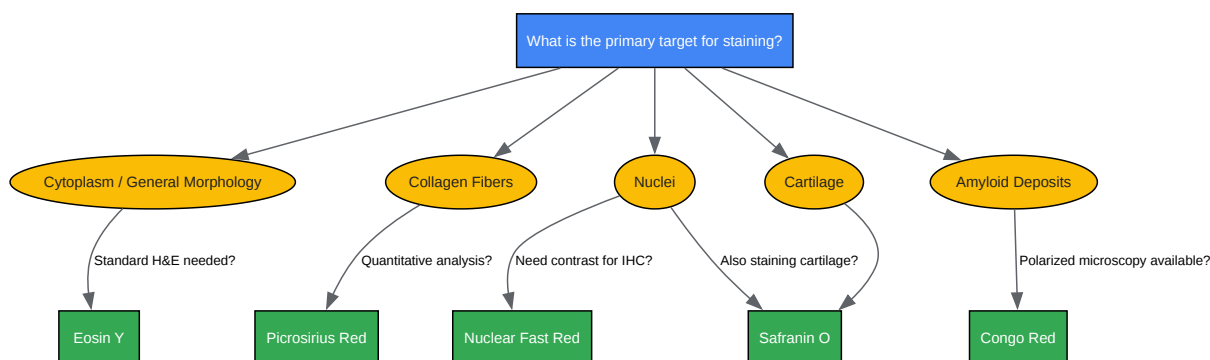 What is the primary target for staining?
Cytoplasm / General Morphology
Collagen Fibers
Nuclei
Cartilage
Amyloid Deposits
Standard H&E needed?
Quantitative analysis?
Need contrast for IHC?
Also staining cartilage?
Polarized microscopy available?
Eosin Y
Picrosirius Red
Nuclear Fast Red
Safranin O
Congo Red